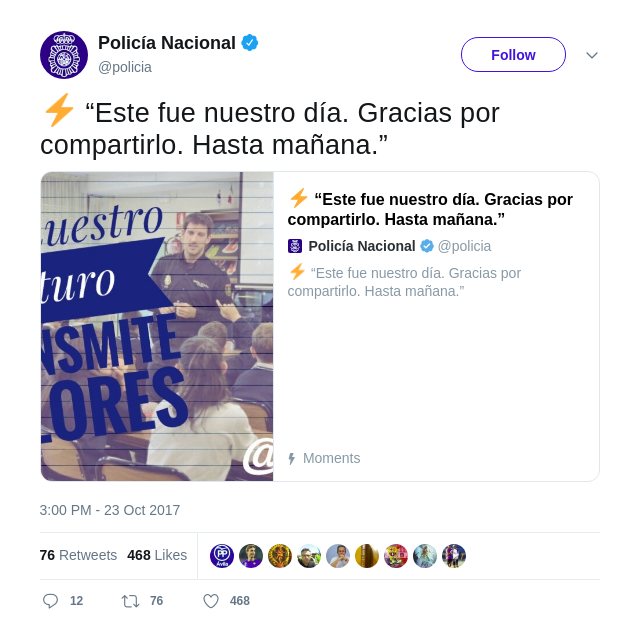 Policía Nacional
@policia
Follow
⚡ “Este fue nuestro día. Gracias por
compartirlo. Hasta mañana.”
uestro
turo
NSMITE
LORES
@
⚡ “Este fue nuestro día. Gracias por
compartirlo. Hasta mañana.”
Policía Nacional @policia
⚡ “Este fue nuestro día. Gracias por
compartirlo. Hasta mañana.”
Moments
3:00 PM - 23 Oct 2017
76 Retweets 468 Likes
PP
Ávila
12 76 468